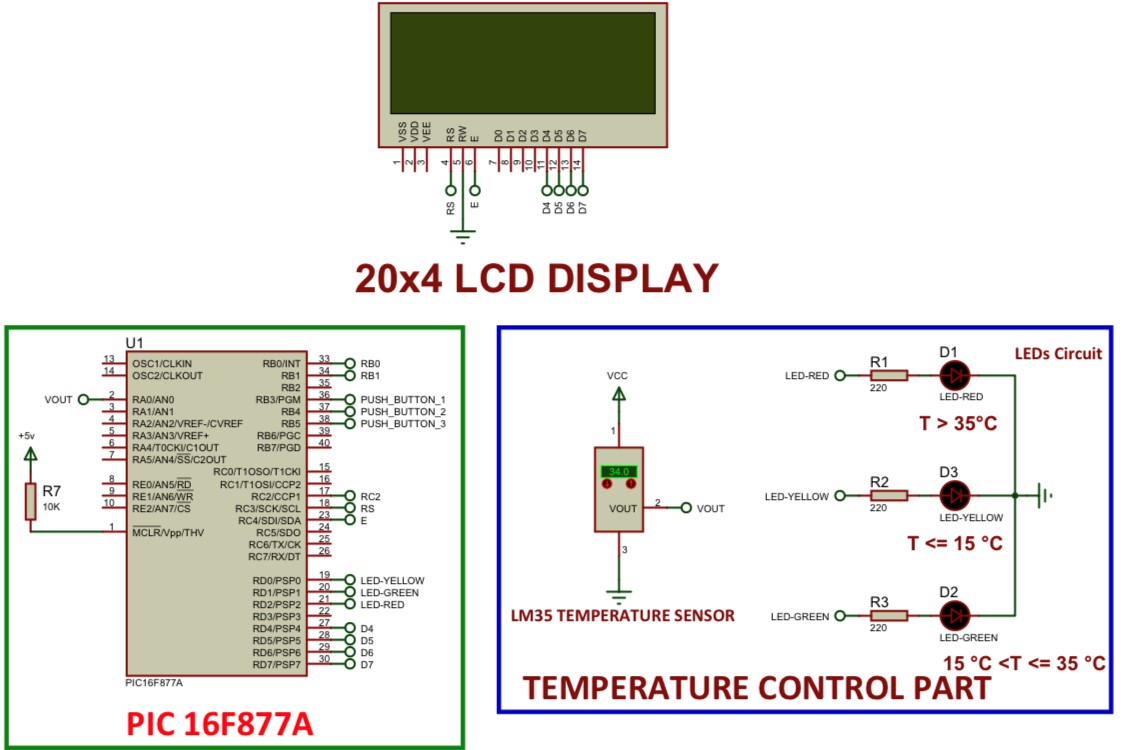 VSS VDD VEE RS RW E D0 D1 D2 D3 D4 D5 D6 D7
1 2 3 4 5 6 7 8 9 10 11 12 13 14
RS E D4 D5 D6 D7
20x4 LCD DISPLAY
U1
13 OSC1/CLKIN RB0/INT 33 RB0
14 OSC2/CLKOUT RB1 34 RB1
RB2 35
VOUT 2 RA0/AN0 RB3/PGM 36 PUSH_BUTTON_1
3 RA1/AN1 RB4 37 PUSH_BUTTON_2
4 RA2/AN2/VREF-/CVREF RB5 38 PUSH_BUTTON_3
5 RA3/AN3/VREF+ RB6/PGC 39
6 RA4/T0CKI/C1OUT RB7/PGD 40
7 RA5/AN4/SS/C2OUT
RC0/T1OSO/T1CKI 15
8 RE0/AN5/RD RC1/T1OSI/CCP2 16
9 RE1/AN6/WR RC2/CCP1 17 RC2
10 RE2/AN7/CS RC3/SCK/SCL 18 RS
RC4/SDI/SDA 23 E
1 MCLR/Vpp/THV RC5/SDO 24
RC6/TX/CK 25
RC7/RX/DT 26
RD0/PSP0 19 LED-YELLOW
RD1/PSP1 20 LED-GREEN
RD2/PSP2 21 LED-RED
RD3/PSP3 22
RD4/PSP4 27 D4
RD5/PSP5 28 D5
RD6/PSP6 29 D6
RD7/PSP7 30 D7
+5v
R7
10K
PIC16F877A
PIC 16F877A
VCC
1
34.0
VOUT 2 VOUT
3
LM35 TEMPERATURE SENSOR
LEDs Circuit
R1 D1
LED-RED
220 LED-RED
T > 35°C
R2 D3
LED-YELLOW
220 LED-YELLOW
T <= 15 °C
R3 D2
LED-GREEN
220 LED-GREEN
15 °C <T <= 35 °C
TEMPERATURE CONTROL PART